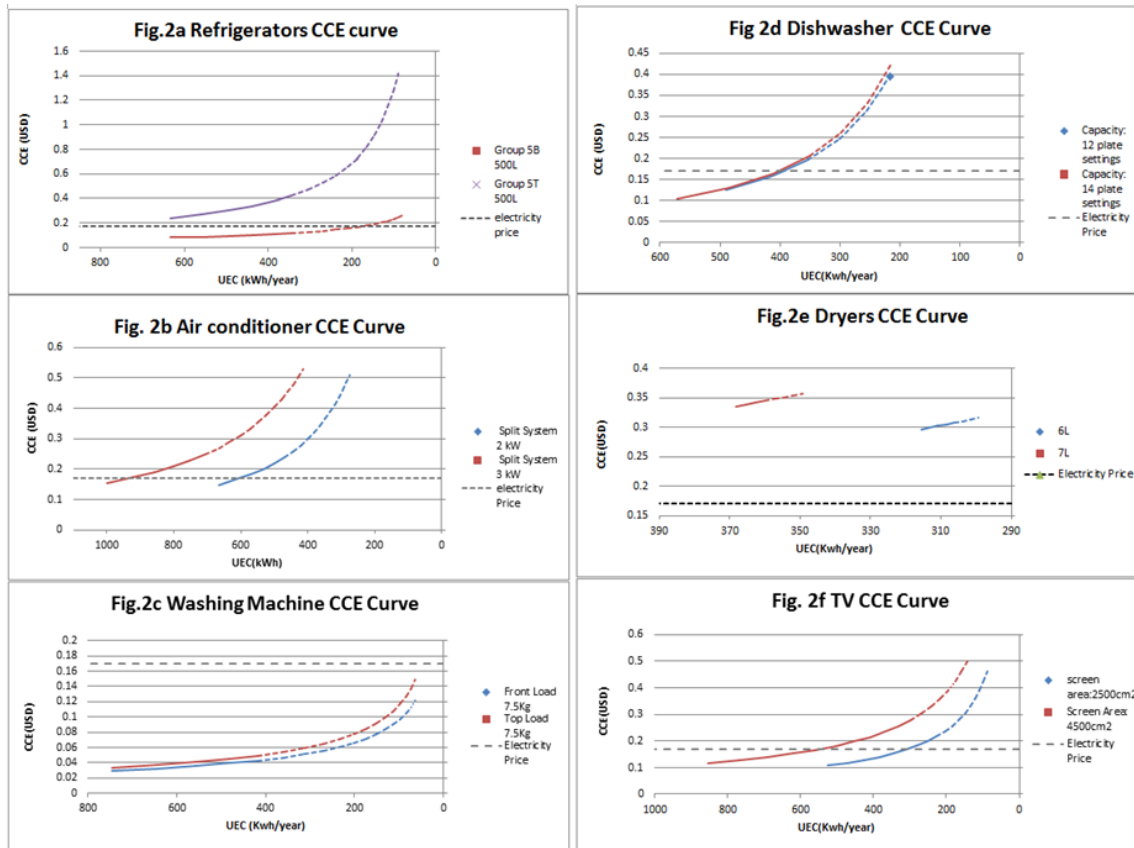 Fig.2a Refrigerators CCE curve
CCE (USD)
1.6
1.4
1.2
1
0.8
0.6
0.4
0.2
0
800
600
400
200
0
UEC (kWh/year)
Group 5B
500L
Group 5T
500L
electricity
price
Fig 2d Dishwasher CCE Curve
CCE (USD)
0.45
0.4
0.35
0.3
0.25
0.2
0.15
0.1
0.05
0
600
500
400
300
200
100
0
UEC(Kwh/year)
Capacity:
12 plate
settings
Capacity:
14 plate
settings
Electricity
Price
Fig. 2b Air conditioner CCE Curve
CCE (USD)
0.6
0.5
0.4
0.3
0.2
0.1
0
1000
800
600
400
200
0
UEC(kWh)
Split System
2 kW
Split System
3 kW
electricity
Price
Fig.2e Dryers CCE Curve
CCE(USD)
0.4
0.35
0.3
0.25
0.2
0.15
390
370
350
330
310
290
UEC(Kwh/year)
6L
7L
Electricity Price
Fig.2c Washing Machine CCE Curve
CCE(USD)
0.2
0.18
0.16
0.14
0.12
0.1
0.08
0.06
0.04
0.02
0
800
600
400
200
0
UEC(Kwh/year)
Front Load
7.5Kg
Top Load
7.5Kg
Electricity
Price
Fig. 2f TV CCE Curve
CCE(USD)
0.6
0.5
0.4
0.3
0.2
0.1
0
1000
800
600
400
200
0
UEC(Kwh/year)
screen
area:2500cm2
Screen Area:
4500cm2
Electricity
Price